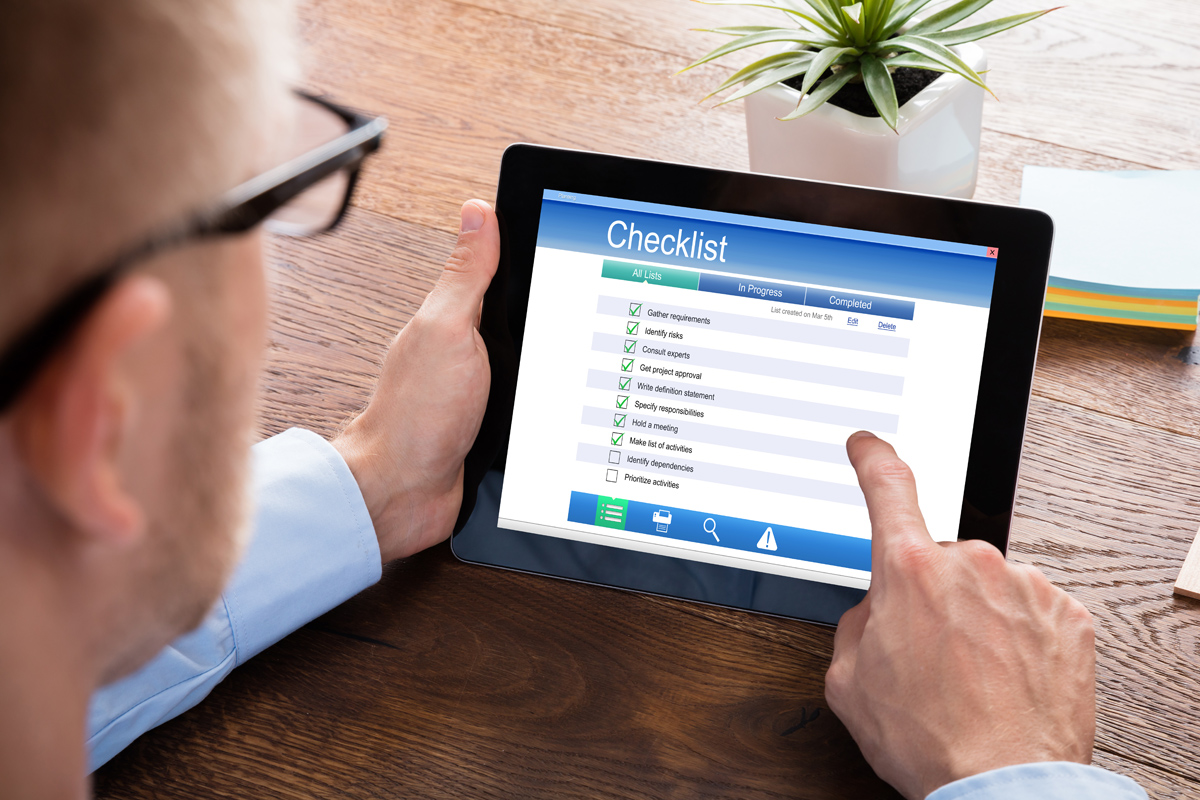 Checklist
All Lists
In Progress
Completed
List created on Mar 5th
Edit
Delete
Gather requirements
Identify risks
Consult experts
Get project approval
Write definition statement
Specify responsibilities
Hold a meeting
Make list of activities
Identify dependencies
Prioritize activities